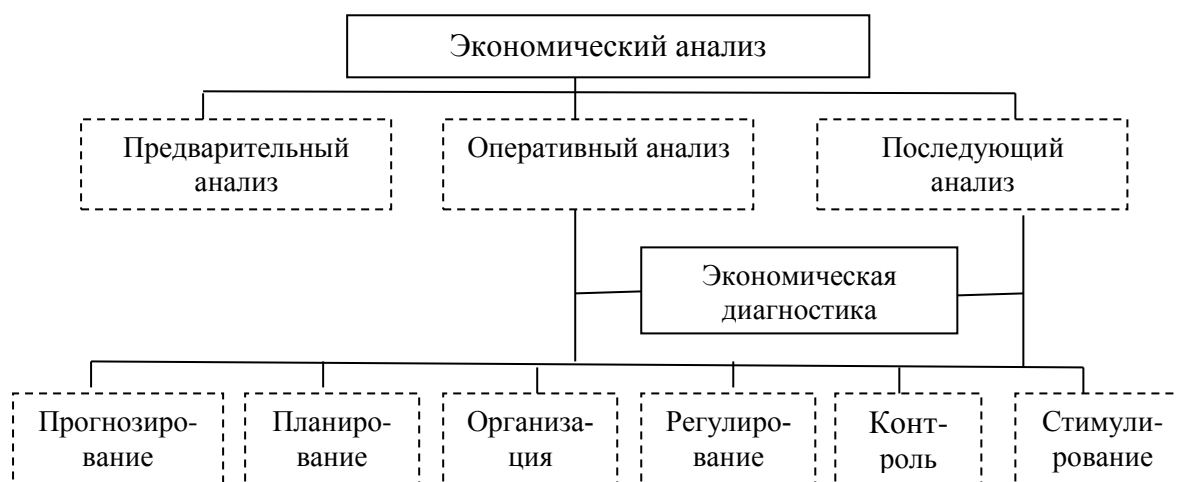 Экономический анализ
Предварительный
анализ
Оперативный анализ
Последующий
анализ
Экономическая
диагностика
Прогнозиро-
вание
Планиро-
вание
Организа-
ция
Регулиро-
вание
Конт-
роль
Стимули-
рование